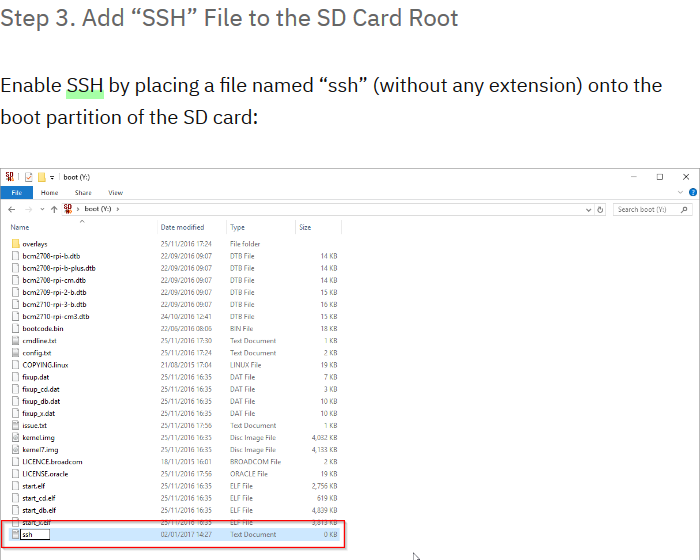 Step 3. Add “SSH” File to the SD Card Root
Enable SSH by placing a file named “ssh” (without any extension) onto the
boot partition of the SD card:
boot (Y:)
File Home Share View
boot (Y:) Search boot (Y:)
Name Date modified Type Size
overlays 25/11/2016 17:24 File folder
bcm2708-rpi-b.dtb 22/09/2016 09:07 DTB File 14 KB
bcm2708-rpi-b-plus.dtb 22/09/2016 09:07 DTB File 14 KB
bcm2708-rpi-cm.dtb 22/09/2016 09:07 DTB File 14 KB
bcm2709-rpi-2-b.dtb 22/09/2016 09:07 DTB File 15 KB
bcm2710-rpi-3-b.dtb 22/09/2016 09:07 DTB File 16 KB
bcm2710-rpi-cm3.dtb 24/10/2016 12:41 DTB File 15 KB
bootcode.bin 22/06/2016 08:06 BIN File 18 KB
cmdline.txt 25/11/2016 17:30 Text Document 1 KB
config.txt 25/11/2016 17:24 Text Document 2 KB
COPYING.linux 21/08/2015 17:04 LINUX File 19 KB
fixup.dat 25/11/2016 16:35 DAT File 7 KB
fixup_cd.dat 25/11/2016 16:35 DAT File 3 KB
fixup_db.dat 25/11/2016 16:35 DAT File 10 KB
fixup_x.dat 25/11/2016 16:35 DAT File 10 KB
issue.txt 25/11/2016 17:56 Text Document 1 KB
kernel.img 25/11/2016 16:35 Disc Image File 4,032 KB
kernel7.img 25/11/2016 16:35 Disc Image File 4,133 KB
LICENCE.broadcom 18/11/2015 16:01 BROADCOM File 2 KB
LICENSE.oracle 25/11/2016 17:56 ORACLE File 19 KB
start.elf 25/11/2016 16:35 ELF File 2,756 KB
start_cd.elf 25/11/2016 16:35 ELF File 619 KB
start_db.elf 25/11/2016 16:35 ELF File 4,839 KB
start_x.elf 25/11/2016 16:35 ELF File 3,813 KB
ssh 02/01/2017 14:27 Text Document 0 KB